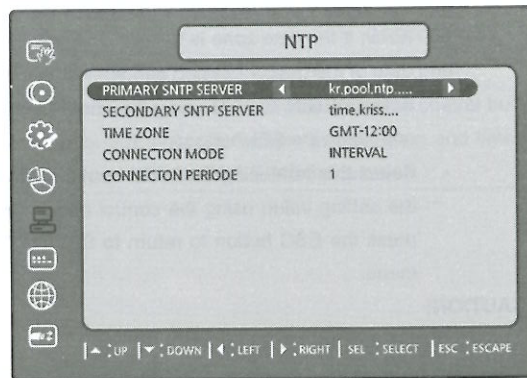 NTP
PRIMARY SNTP SERVER kr.pool.ntp.....
SECONDARY SNTP SERVER time.kriss....
TIME ZONE GMT-12:00
CONNECTON MODE INTERVAL
CONNECTON PERIODE 1
UP DOWN LEFT RIGHT SEL SELECT ESC ESCAPE